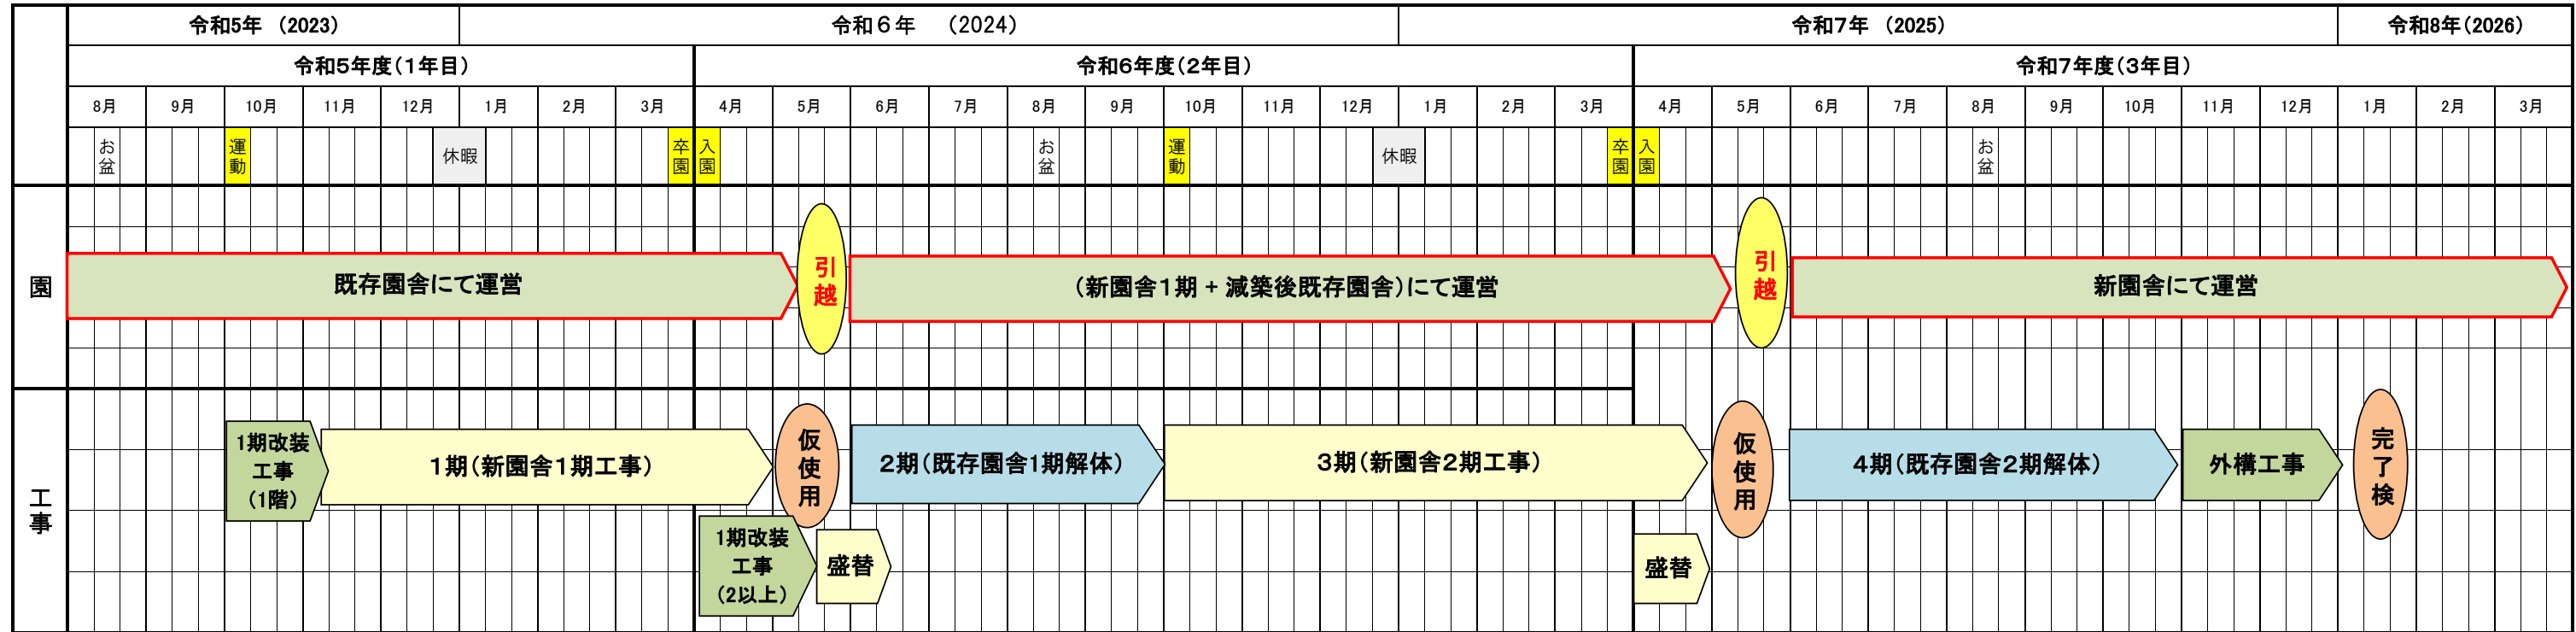 令和5年 （2023）
令和６年 （2024）
令和7年 （2025）
令和8年（2026）
令和５年度（１年目）
令和６年度（２年目）
令和７年度（３年目）
8月 9月 10月 11月 12月 1月 2月 3月 4月 5月 6月 7月 8月 9月 10月 11月 12月 1月 2月 3月 4月 5月 6月 7月 8月 9月 10月 11月 12月 1月 2月 3月
お盆
運動
休暇
卒園
入園
お盆
運動
休暇
卒園
入園
お盆
園
既存園舎にて運営
引越
（新園舎１期 + 減築後既存園舎）にて運営
引越
新園舎にて運営
工事
1期改装
工事
（1階）
１期（新園舎１期工事）
仮使用
２期（既存園舎１期解体）
３期（新園舎２期工事）
仮使用
４期（既存園舎２期解体）
外構工事
完了検
1期改装
工事
（2以上）
盛替
盛替